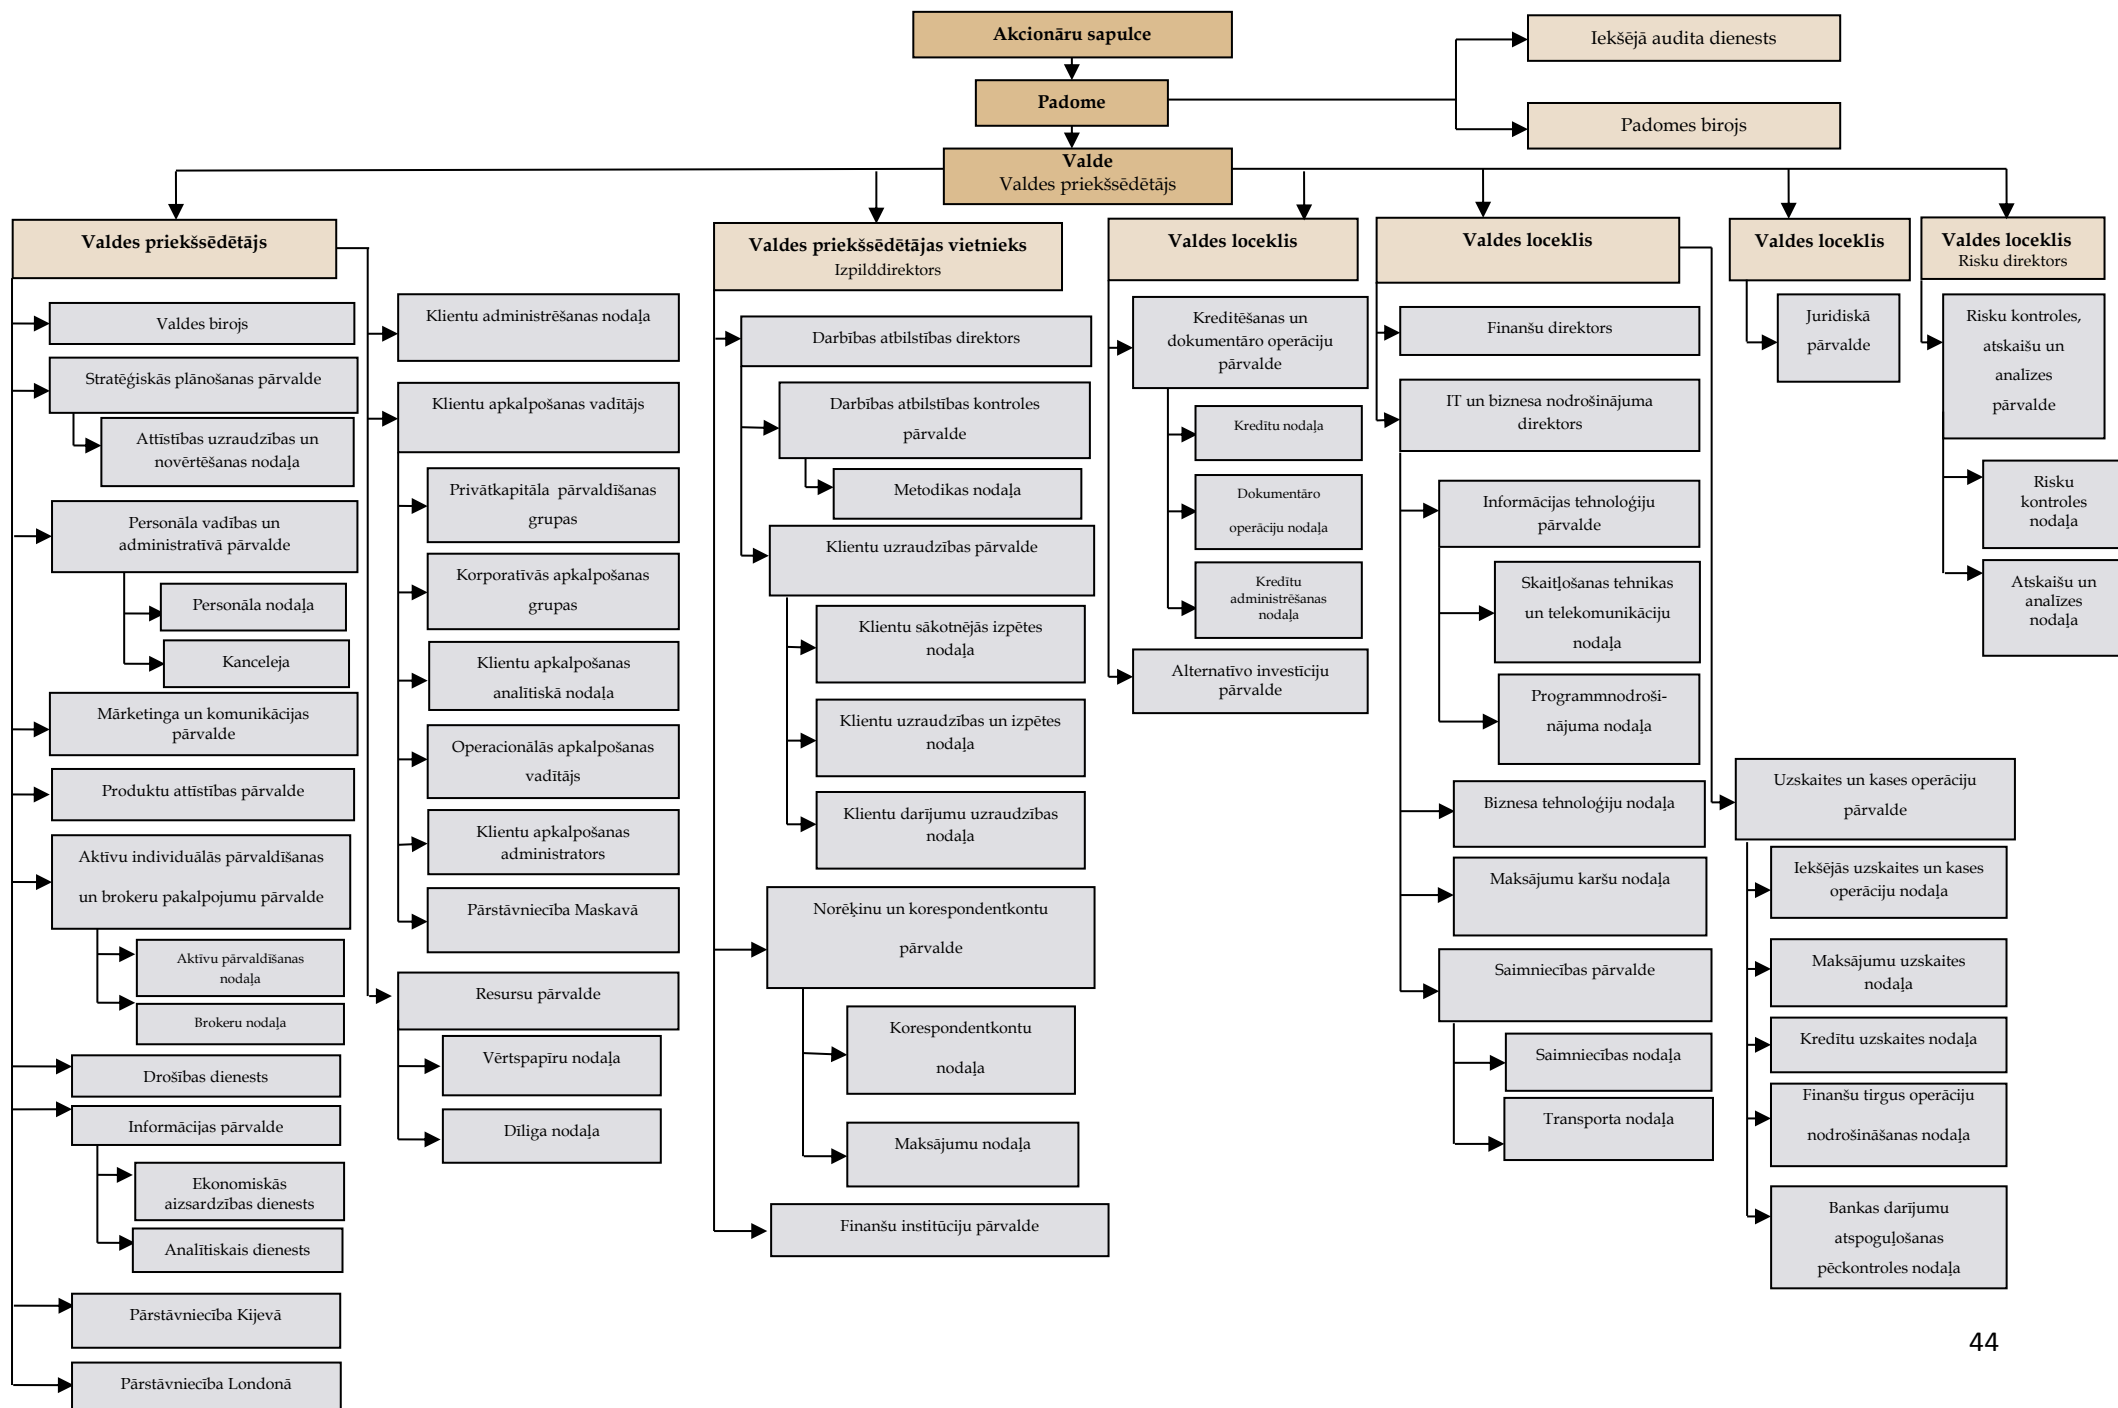 Akcionāru sapulce
Iekšējā audita dienests
Padome
Padomes birojs
Valde
Valdes priekšsēdētājs
Valdes priekšsēdētājs
Valdes birojs
Stratēģiskās plānošanas pārvalde
Attīstības uzraudzības un
novērtēšanas nodaļa
Personāla vadības un
administratīvā pārvalde
Personāla nodaļa
Kanceleja
Mārketinga un komunikācijas
pārvalde
Produktu attīstības pārvalde
Aktīvu individuālās pārvaldīšanas
un brokeru pakalpojumu pārvalde
Aktīvu pārvaldīšanas
nodaļa
Brokeru nodaļa
Drošības dienests
Informācijas pārvalde
Ekonomiskās
aizsardzības dienests
Analītiskais dienests
Pārstāvniecība Kijevā
Pārstāvniecība Londonā
Klientu administrēšanas nodaļa
Klientu apkalpošanas vadītājs
Privātkapitāla pārvaldīšanas
grupas
Korporatīvās apkalpošanas
grupas
Klientu apkalpošanas
analītiskā nodaļa
Operacionālās apkalpošanas
vadītājs
Klientu apkalpošanas
administrators
Pārstāvniecība Maskavā
Resursu pārvalde
Vērtspapīru nodaļa
Dīliga nodaļa
Valdes priekšsēdētājas vietnieks
Izpilddirektors
Darbības atbilstības direktors
Darbības atbilstības kontroles
pārvalde
Metodikas nodaļa
Klientu uzraudzības pārvalde
Klientu sākotnējās izpētes
nodaļa
Klientu uzraudzības un izpētes
nodaļa
Klientu darījumu uzraudzības
nodaļa
Norēķinu un korespondentkontu
pārvalde
Korespondentkontu
nodaļa
Maksājumu nodaļa
Finanšu institūciju pārvalde
Valdes loceklis
Kreditēšanas un
dokumentāro operāciju
pārvalde
Kredītu nodaļa
Dokumentāro
operāciju nodaļa
Kredītu
administrēšanas
nodaļa
Alternatīvo investīciju
pārvalde
Valdes loceklis
Finanšu direktors
IT un biznesa nodrošinājuma
direktors
Informācijas tehnoloģiju
pārvalde
Skaitļošanas tehnikas
un telekomunikāciju
nodaļa
Programmnodroši-
nājuma nodaļa
Biznesa tehnoloģiju nodaļa
Maksājumu karšu nodaļa
Saimniecības pārvalde
Saimniecības nodaļa
Transporta nodaļa
Uzskaites un kases operāciju
pārvalde
Iekšējās uzskaites un kases
operāciju nodaļa
Maksājumu uzskaites
nodaļa
Kredītu uzskaites nodaļa
Finanšu tirgus operāciju
nodrošināšanas nodaļa
Bankas darījumu
atspoguļošanas
pēckontroles nodaļa
Valdes loceklis
Juridiskā
pārvalde
Valdes loceklis
Risku direktors
Risku kontroles,
atskaišu un
analīzes
pārvalde
Risku
kontroles
nodaļa
Atskaišu un
analīzes
nodaļa
44